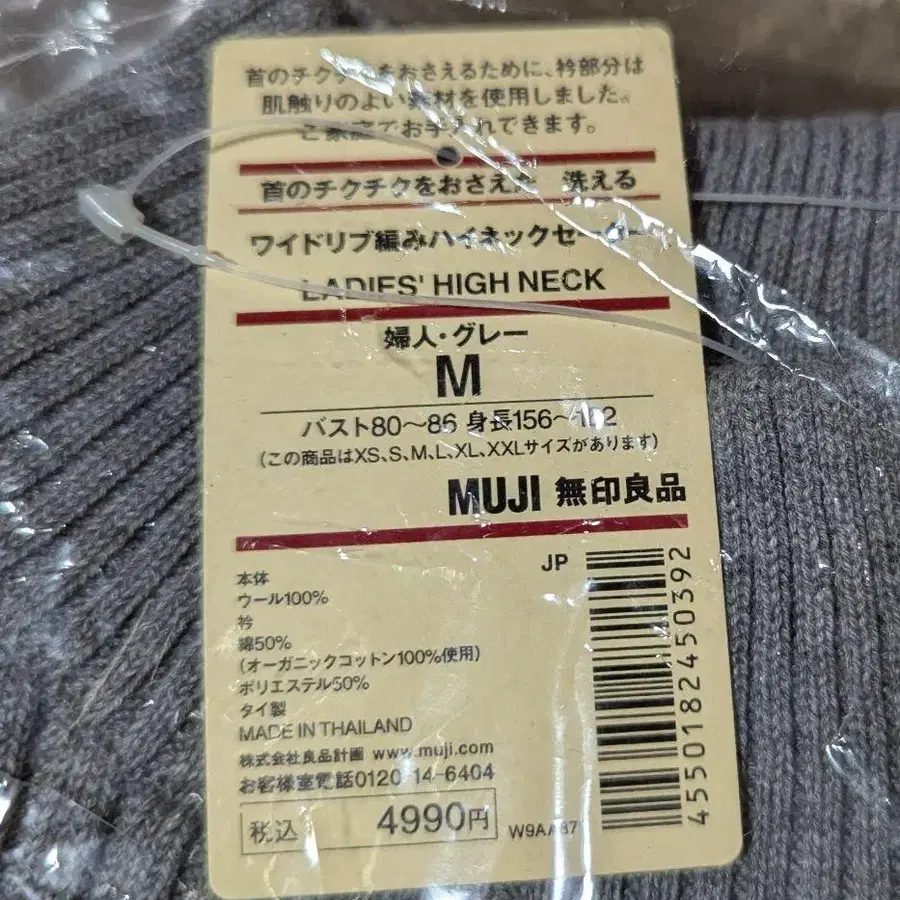 首のチクチクをおさえるために、衿部分は
肌触りのよい素材を使用しました。
ご家庭でお手入れできます。
首のチクチクをおさえた 洗える
ワイドリブ編みハイネックセーター
LADIES' HIGH NECK
婦人・グレー
M
バスト80～86 身長156～162
(この商品はXS、S、M、L、XL、XXLサイズがあります)
MUJI 無印良品
JP
本体
ウール100%
衿
綿50%
(オーガニックコットン100%使用)
ポリエステル50%
タイ製
MADE IN THAILAND
株式会社良品計画 www.muji.com
お客様室電話0120-14-6404
税込 4990円
4550182450392